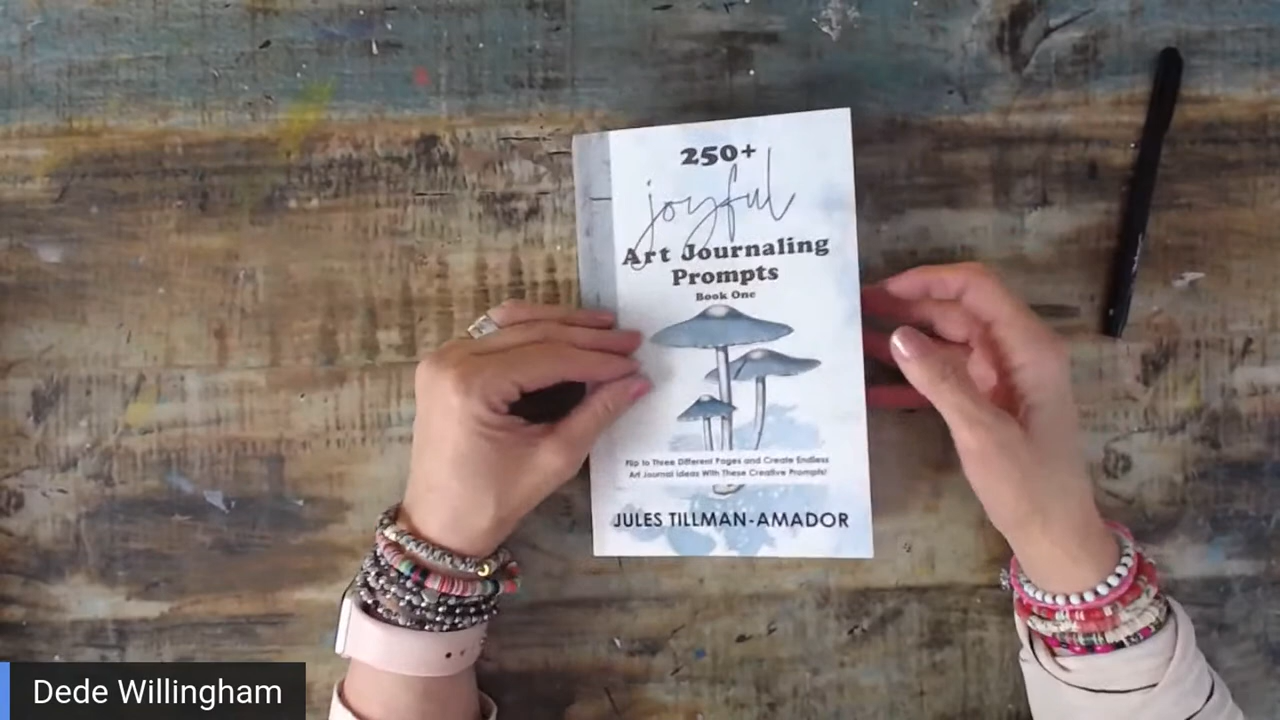 250+
joyful
Art Journaling
Prompts
Book One
Flip to Three Different Pages and Create Endless
Art Journal Ideas With These Creative Prompts!
JULES TILLMAN-AMADOR
Dede Willingham